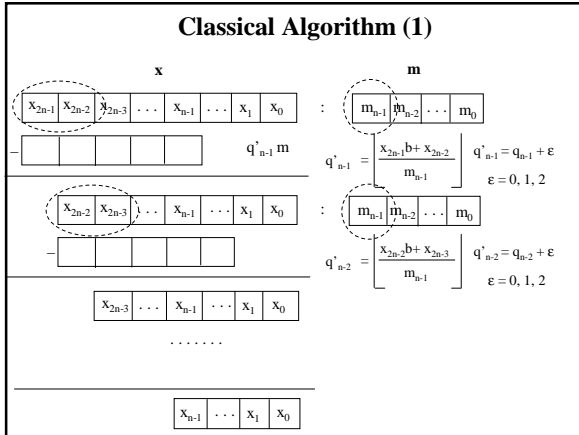 Classical Algorithm (1)
x m
x2n-1 x2n-2 x2n-3 . . . xn-1 . . . x1 x0 : mn-1 mn-2 . . . m0
– q'n-1 m
q'n-1 = ⌊(x2n-1b+ x2n-2) / mn-1⌋ q'n-1 = qn-1 + ε
ε = 0, 1, 2
x2n-2 x2n-3 . . . xn-1 . . . x1 x0 : mn-1 mn-2 . . . m0
–
q'n-2 = ⌊(x2n-2b+ x2n-3) / mn-1⌋ q'n-2 = qn-2 + ε
ε = 0, 1, 2
x2n-3 . . . xn-1 . . . x1 x0
. . . . . . .
xn-1 . . . x1 x0